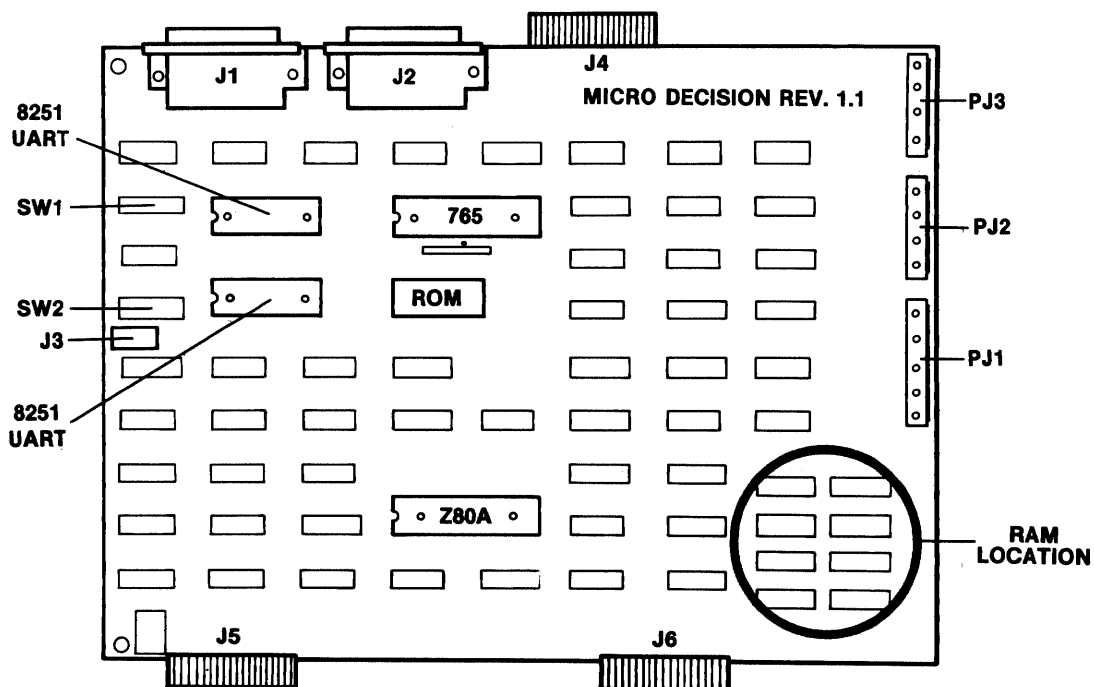 J1
J2
J4
MICRO DECISION REV. 1.1
PJ3
8251
UART
SW1
765
PJ2
SW2
ROM
J3
PJ1
8251
UART
Z80A
RAM
LOCATION
J5
J6